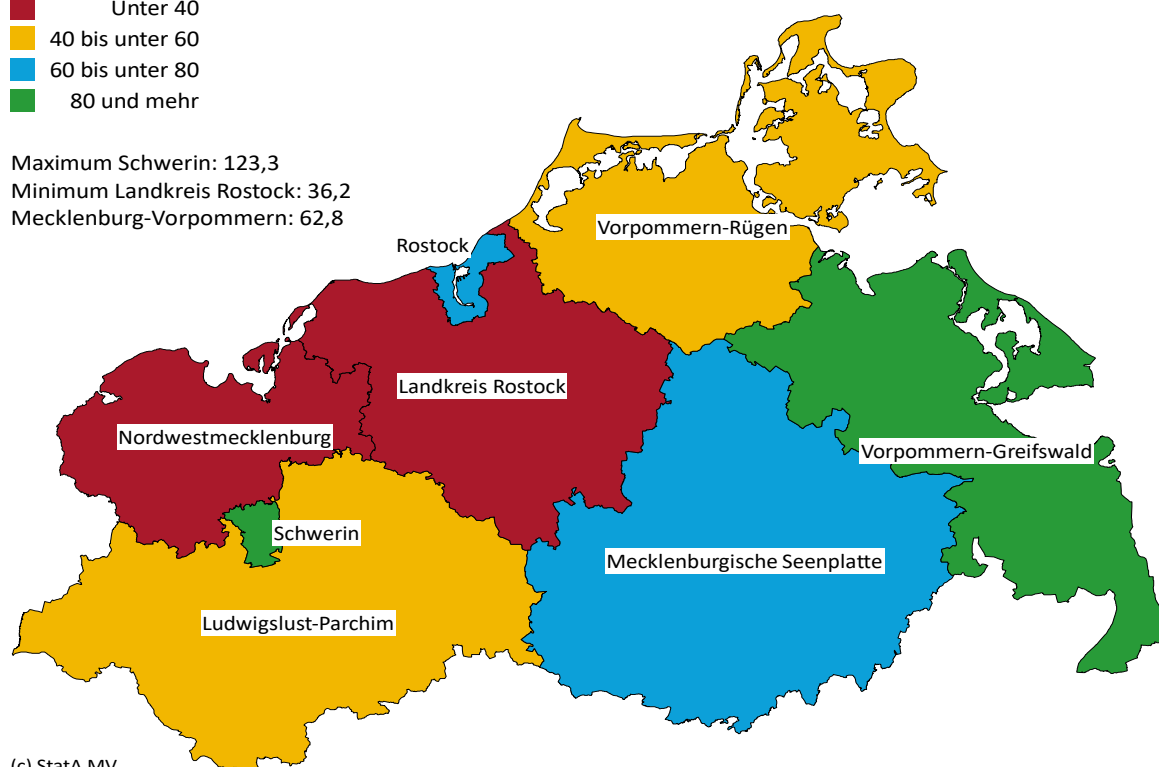 Unter 40
40 bis unter 60
60 bis unter 80
80 und mehr
Maximum Schwerin: 123,3
Minimum Landkreis Rostock: 36,2
Mecklenburg-Vorpommern: 62,8
Vorpommern-Rügen
Rostock
Landkreis Rostock
Nordwestmecklenburg
Vorpommern-Greifswald
Schwerin
Mecklenburgische Seenplatte
Ludwigslust-Parchim
(c) StatA MV